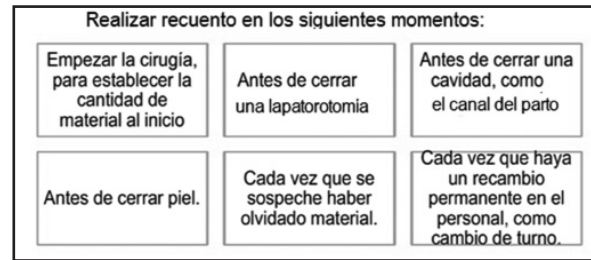 Realizar recuento en los siguientes momentos:
Empezar la cirugía,
para establecer la
cantidad de
material al inicio
Antes de cerrar
una lapatorotomia
Antes de cerrar una
cavidad, como
el canal del parto
Antes de cerrar piel.
Cada vez que se
sospeche haber
olvidado material.
Cada vez que haya
un recambio
permanente en el
personal, como
cambio de turno.